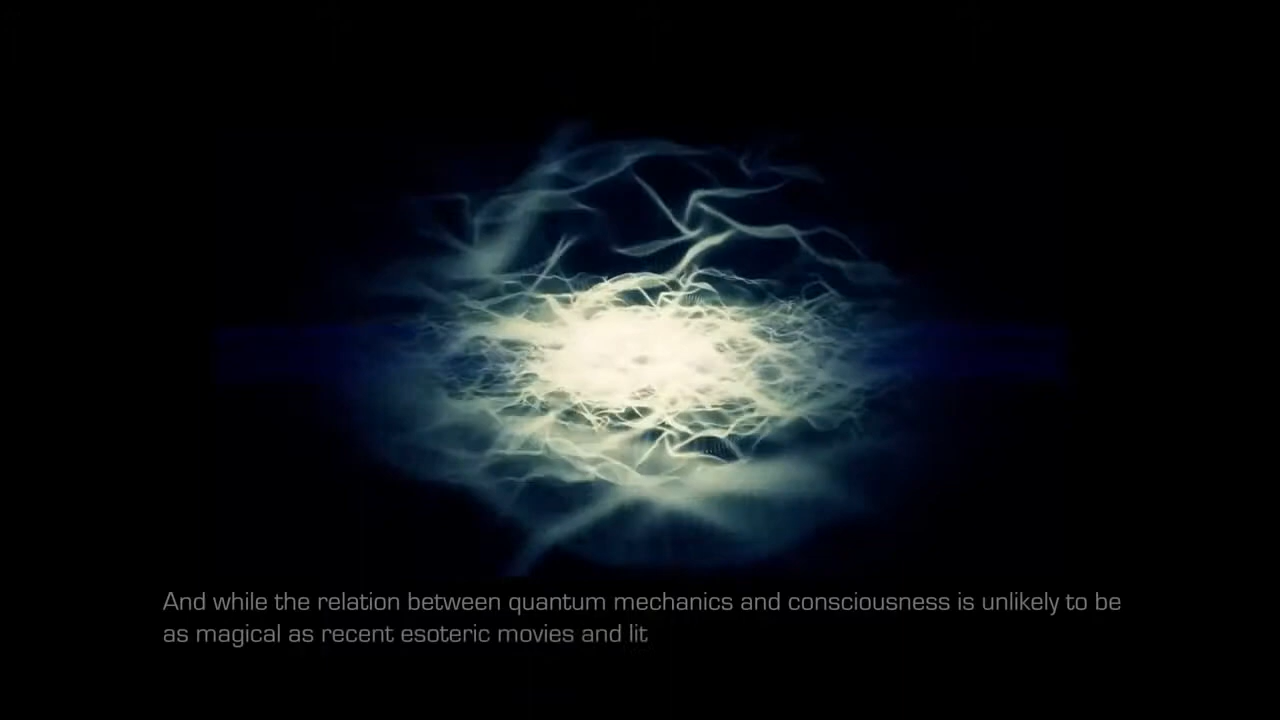 And while the relation between quantum mechanics and consciousness is unlikely to be
as magical as recent esoteric movies and lit